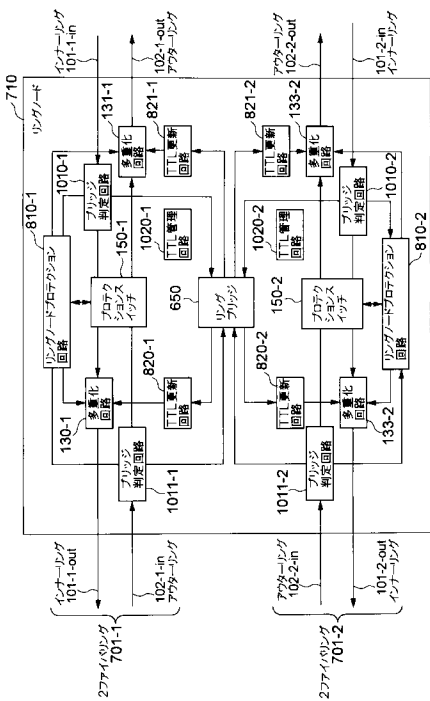 710
リングノード
インナーリング
101-1-in
102-1-out
アウターリング
アウターリング
102-2-out
101-2-in
インナーリング
810-1
1010-1
131-1
821-1
821-2
133-2
1010-2
多重化
回路
TTL更新
回路
TTL更新
回路
多重化
回路
ブリッジ
判定回路
ブリッジ
判定回路
150-1
1020-1
TTL管理
回路
1020-2
TTL管理
回路
リングノードプロテクション
回路
プロテク
ションス
イッチ
650
リング
ブリッジ
150-2
プロテク
ションス
イッチ
リングノードプロテクション
回路
810-2
130-1
多重化
回路
820-1
TTL更新
回路
820-2
TTL更新
回路
多重化
回路
133-2
ブリッジ
判定回路
1011-1
1011-2
ブリッジ
判定回路
インナーリング
101-1-out
102-1-in
アウターリング
アウターリング
102-2-in
101-2-out
インナーリング
2ファイバリング
701-1
2ファイバリング
701-2